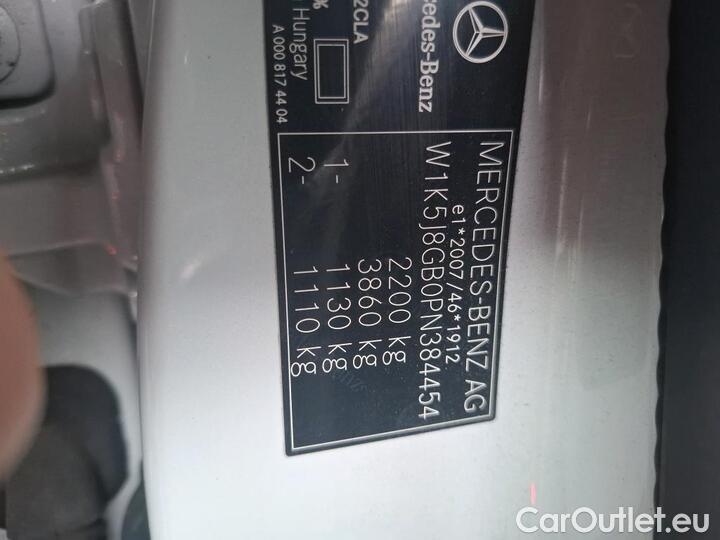 MERCEDES-BENZ AG
e1*2007/46*1912
W1K5J8GB0PN384454
2200 kg
3860 kg
1- 1130 kg
2- 1110 kg
Mercedes-Benz
2CLA
%
Hungary
A 000 817 44 04
CarOutlet.eu